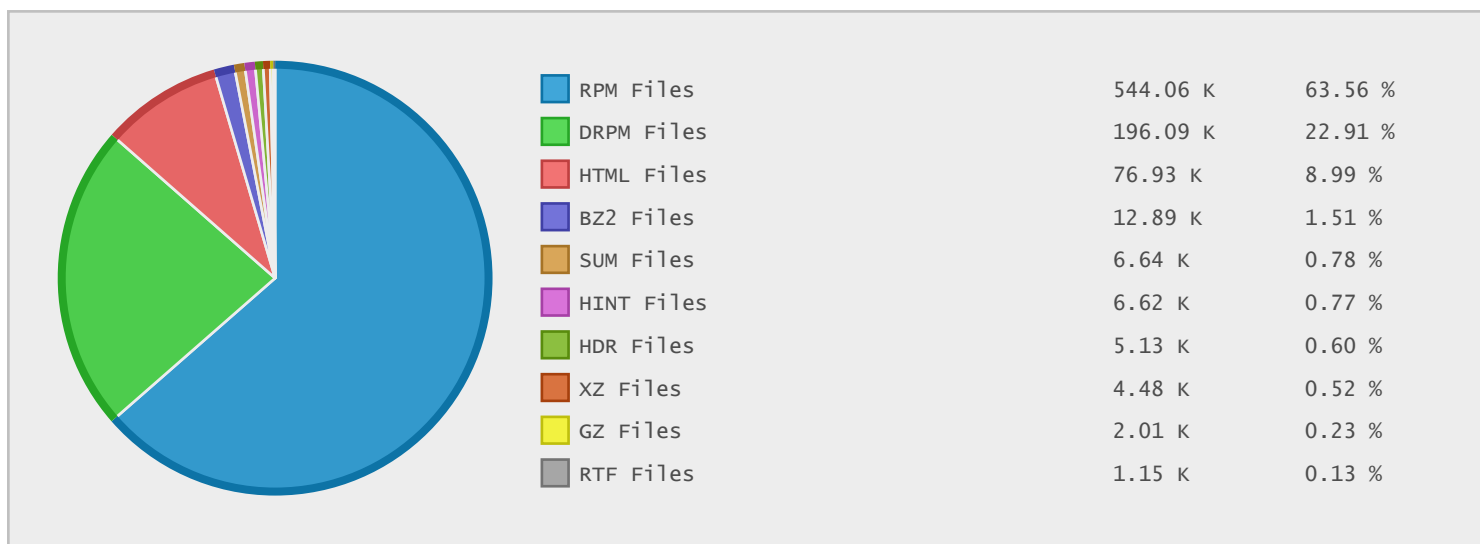 RPM Files 544.06 K 63.56 %
DRPM Files 196.09 K 22.91 %
HTML Files 76.93 K 8.99 %
BZ2 Files 12.89 K 1.51 %
SUM Files 6.64 K 0.78 %
HINT Files 6.62 K 0.77 %
HDR Files 5.13 K 0.60 %
XZ Files 4.48 K 0.52 %
GZ Files 2.01 K 0.23 %
RTF Files 1.15 K 0.13 %